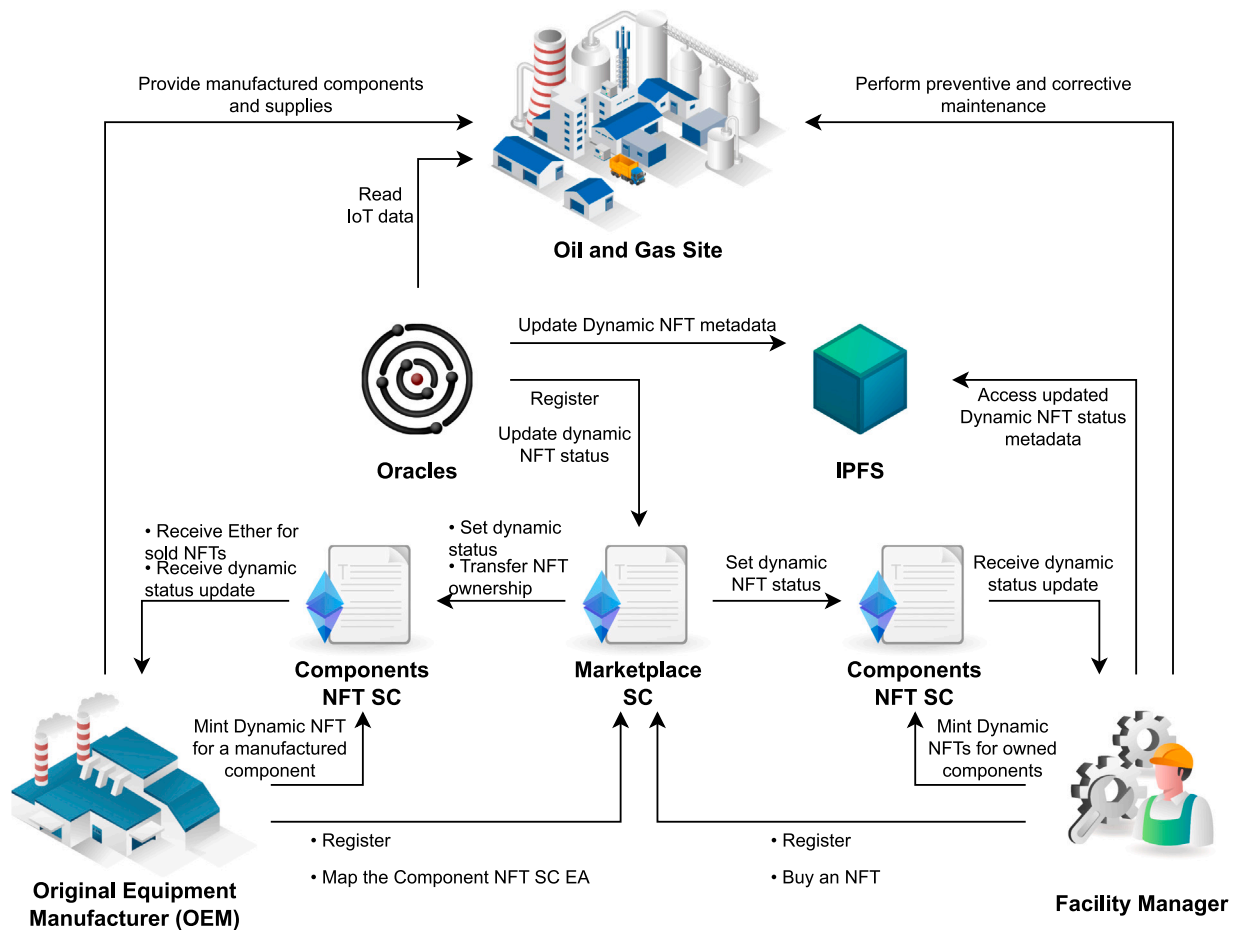 Provide manufactured components
and supplies
Perform preventive and corrective
maintenance
Read
IoT data
Oil and Gas Site
Update Dynamic NFT metadata
Register
Update dynamic
NFT status
Access updated
Dynamic NFT status
metadata
Oracles
IPFS
• Receive Ether for
sold NFTs
• Receive dynamic
status update
• Set dynamic
status
• Transfer NFT
ownership
Set dynamic
NFT status
Receive dynamic
status update
T
T
T
Components
NFT SC
Marketplace
SC
Components
NFT SC
Mint Dynamic NFT
for a manufactured
component
Mint Dynamic
NFTs for owned
components
• Register
• Map the Component NFT SC EA
• Register
• Buy an NFT
Original Equipment
Manufacturer (OEM)
Facility Manager